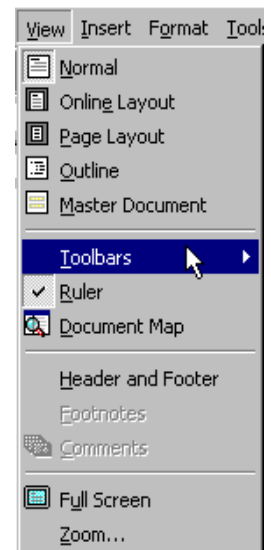 View Insert Format Tools
Normal
Online Layout
Page Layout
Outline
Master Document
Toolbars
Ruler
Document Map
Header and Footer
Footnotes
Comments
Full Screen
Zoom...